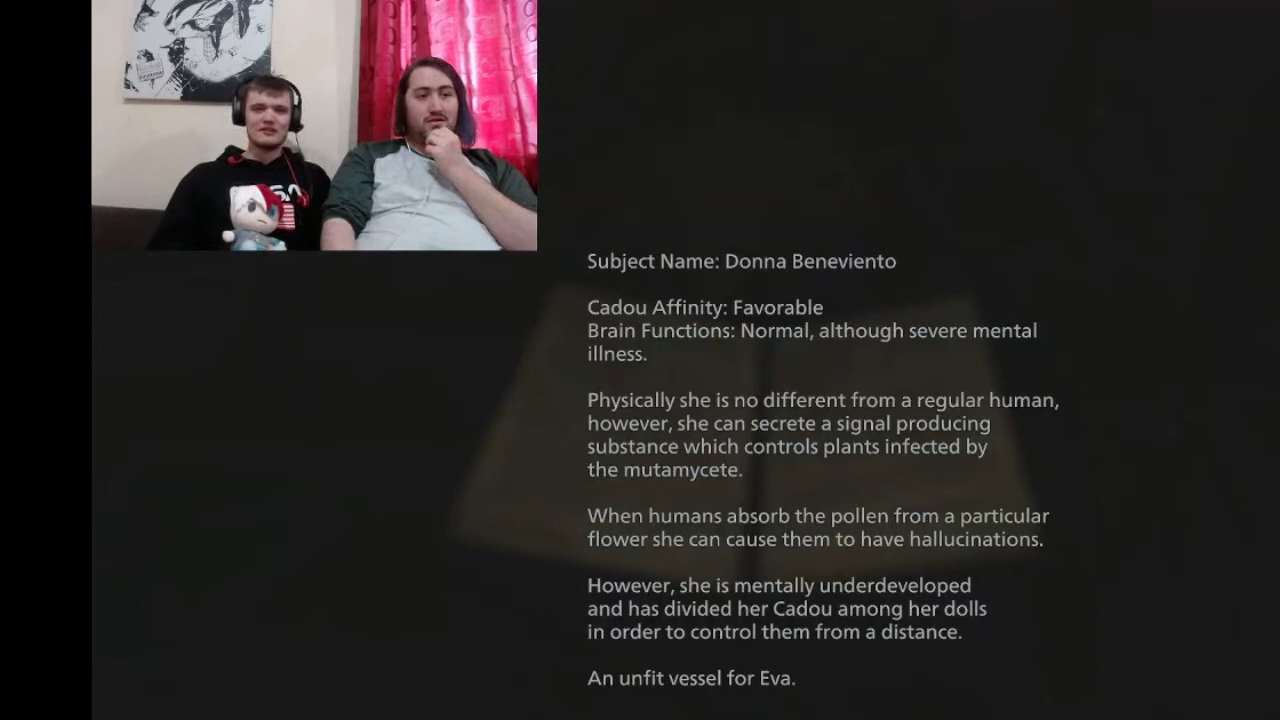 Subject Name: Donna Beneviento
Cadou Affinity: Favorable
Brain Functions: Normal, although severe mental
illness.
Physically she is no different from a regular human,
however, she can secrete a signal producing
substance which controls plants infected by
the mutamycete.
When humans absorb the pollen from a particular
flower she can cause them to have hallucinations.
However, she is mentally underdeveloped
and has divided her Cadou among her dolls
in order to control them from a distance.
An unfit vessel for Eva.